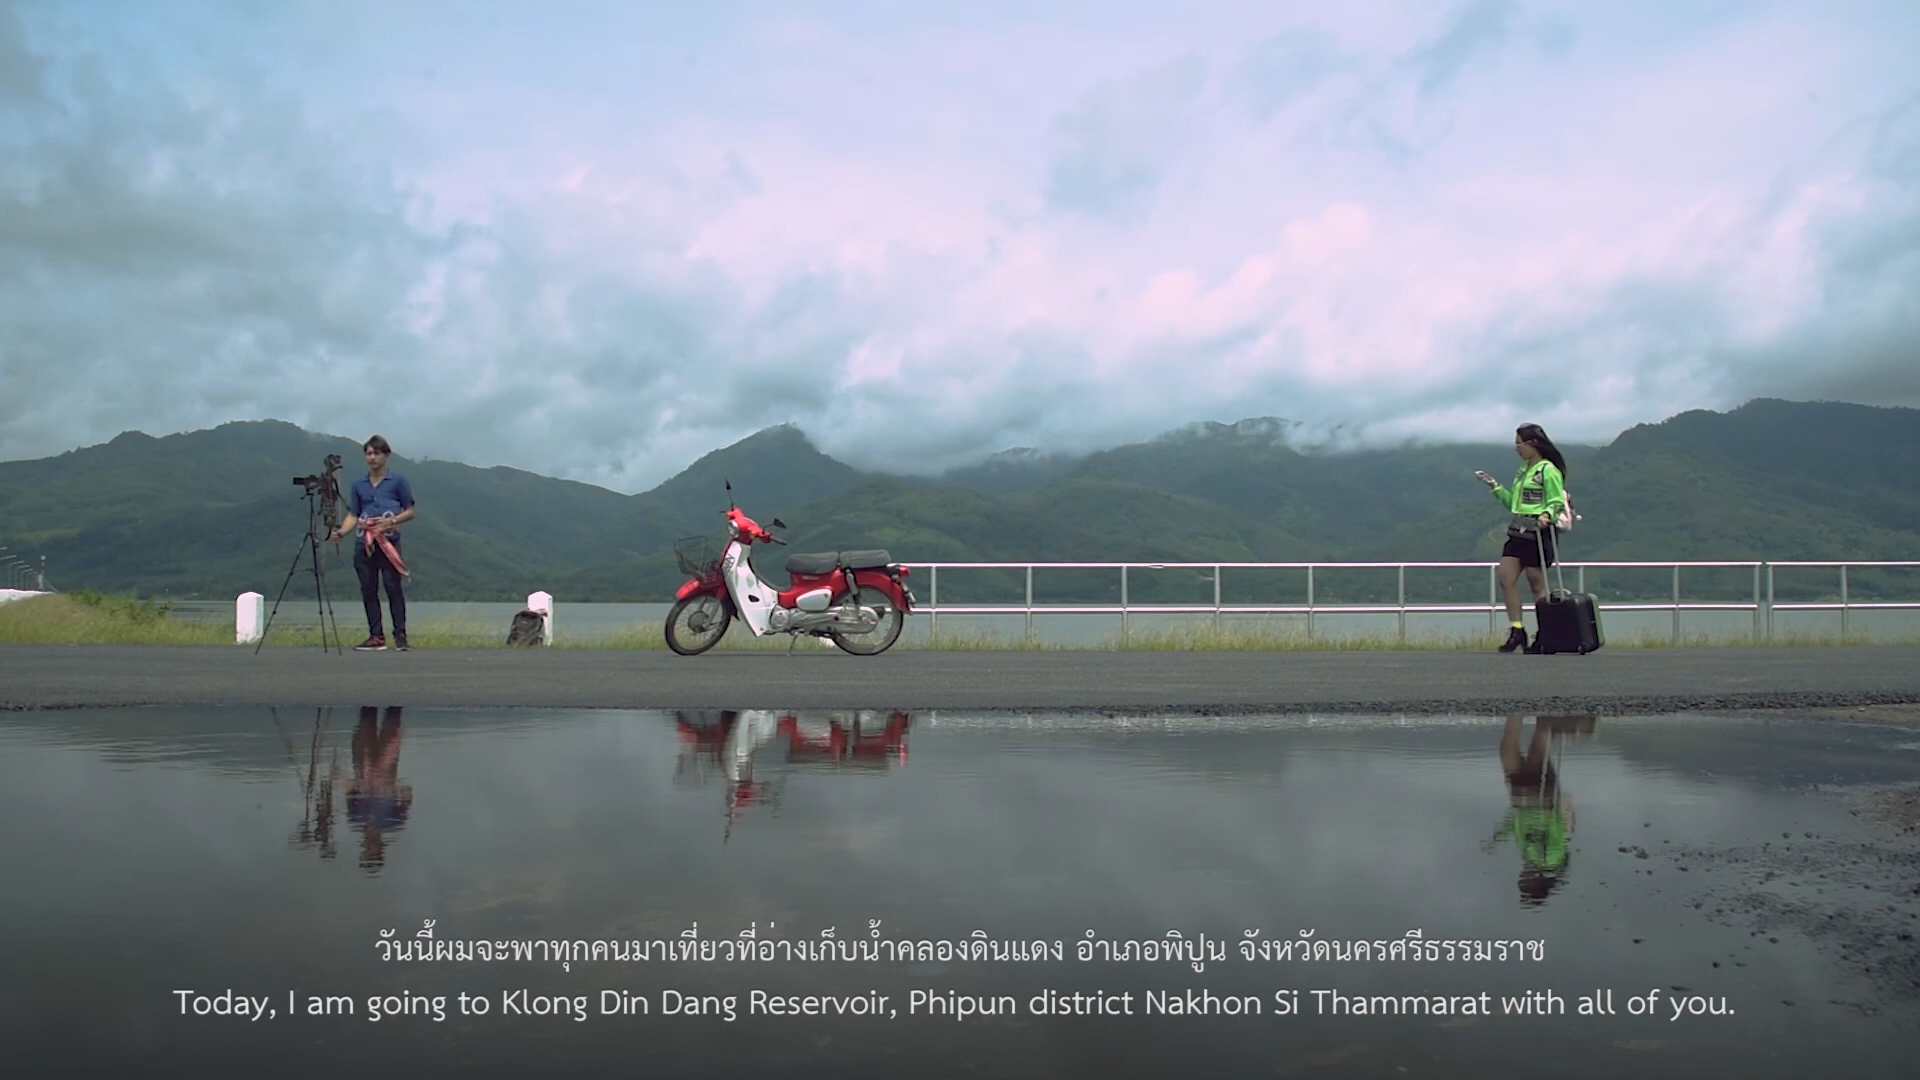 วันนี้ผมจะพาทุกคนมาเที่ยวที่อ่างเก็บน้ำคลองดินแดง อำเภอพิปูน จังหวัดนครศรีธรรมราช
Today, I am going to Klong Din Dang Reservoir, Phipun district Nakhon Si Thammarat with all of you.